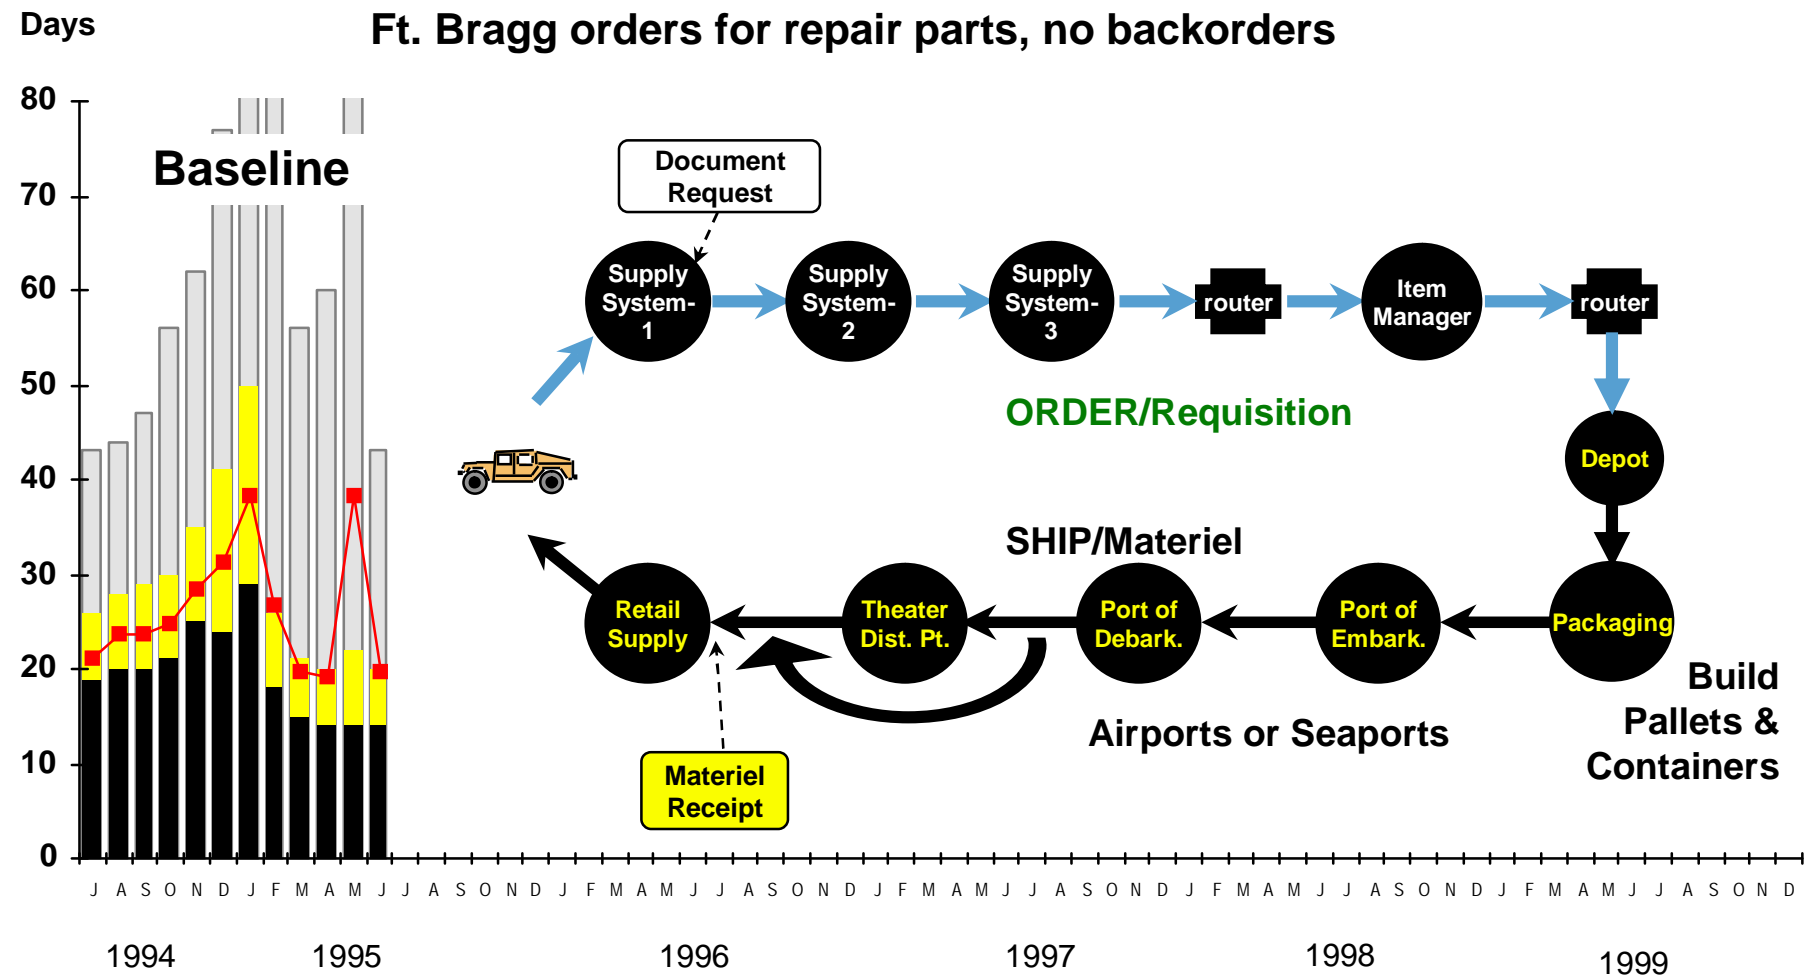 Days
Ft. Bragg orders for repair parts, no backorders
80
70
60
50
40
30
20
10
0
Baseline
Document
Request
Supply
System-
1
Supply
System-
2
Supply
System-
3
router
Item
Manager
router
ORDER/Requisition
Depot
SHIP/Materiel
Retail
Supply
Theater
Dist. Pt.
Port of
Debark.
Port of
Embark.
Packaging
Build
Pallets &
Containers
Airports or Seaports
Materiel
Receipt
J A S O N D J F M A M J J A S O N D J F M A M J J A S O N D J F M A M J J A S O N D J F M A M J J A S O N D J F M A M J J A S O N D
1994 1995 1996 1997 1998 1999